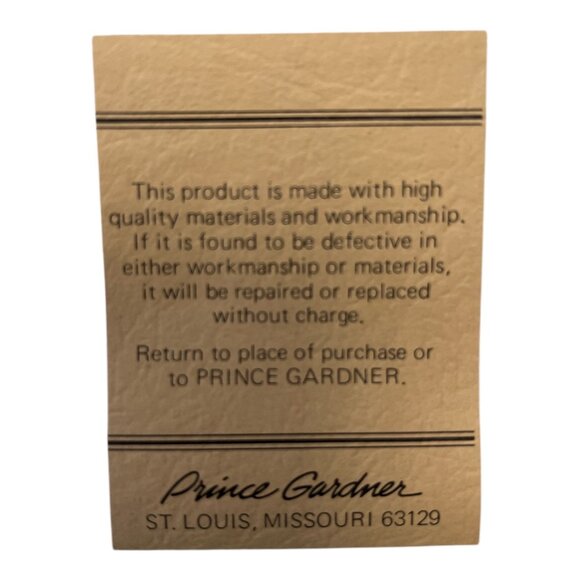 This product is made with high
quality materials and workmanship.
If it is found to be defective in
either workmanship or materials,
it will be repaired or replaced
without charge.
Return to place of purchase or
to PRINCE GARDNER.
Prince Gardner
ST. LOUIS, MISSOURI 63129